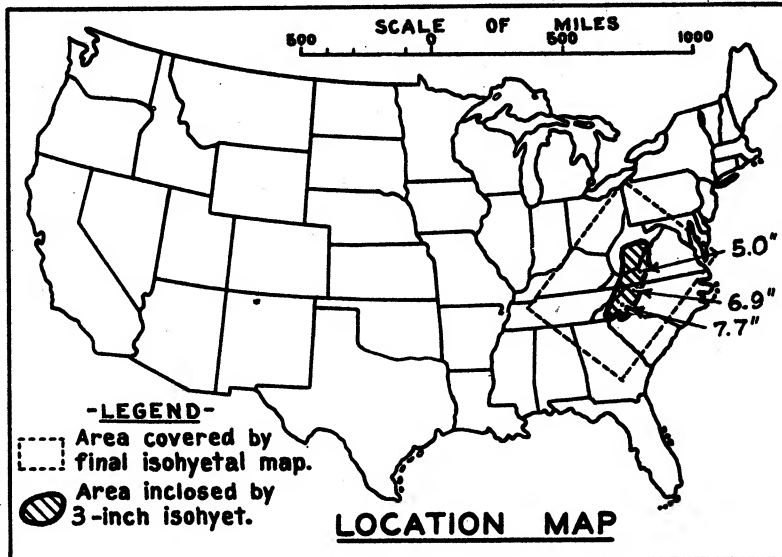 SCALE OF MILES
500 0 500 1000
5.0"
6.9"
7.7"
-LEGEND-
Area covered by
final isohyetal map.
Area inclosed by
3-inch isohyet.
LOCATION MAP